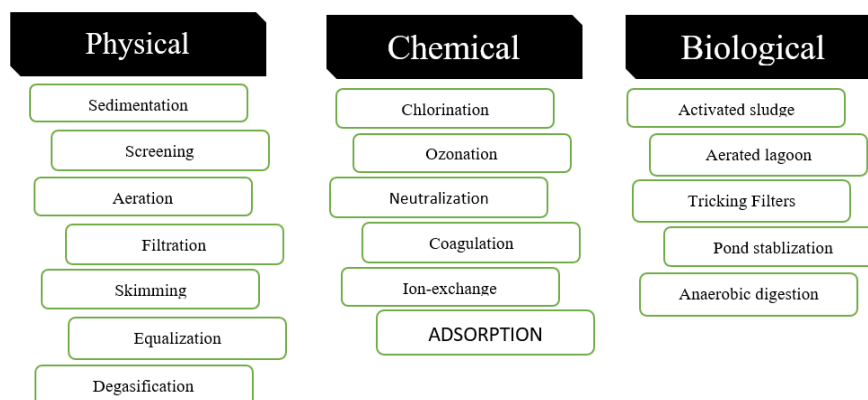 Physical
Sedimentation
Screening
Aeration
Filtration
Skimming
Equalization
Degasification
Chemical
Chlorination
Ozonation
Neutralization
Coagulation
Ion-exchange
ADSORPTION
Biological
Activated sludge
Aerated lagoon
Tricking Filters
Pond stablization
Anaerobic digestion